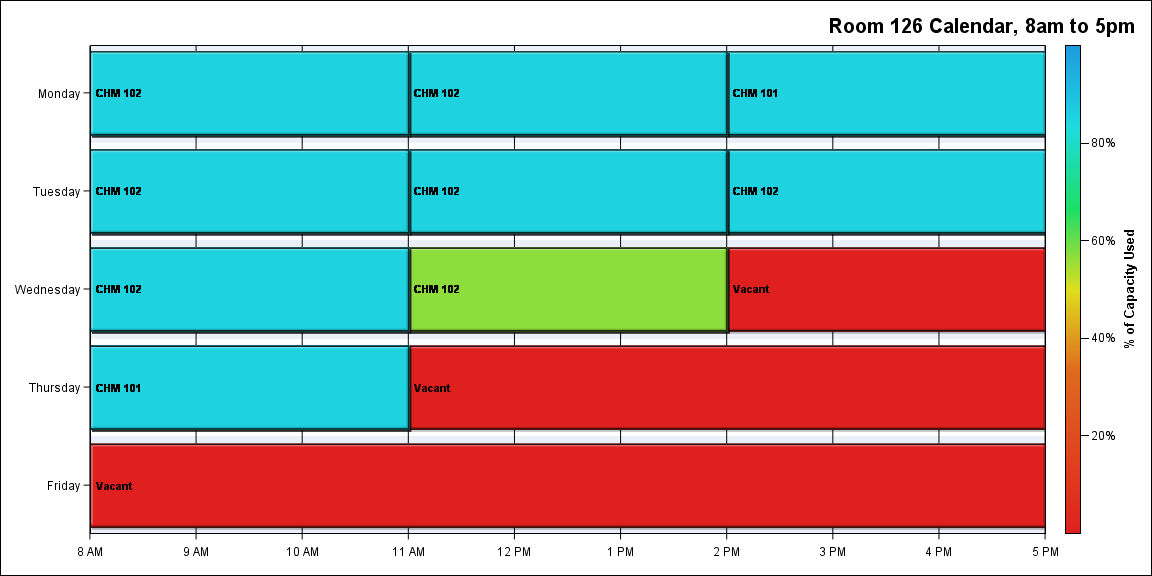 Room 126 Calendar, 8am to 5pm
Monday
CHM 102
CHM 102
CHM 101
Tuesday
CHM 102
CHM 102
CHM 102
Wednesday
CHM 102
CHM 102
Vacant
Thursday
CHM 101
Vacant
Friday
Vacant
8 AM
9 AM
10 AM
11 AM
12 PM
1 PM
2 PM
3 PM
4 PM
5 PM
80%
60%
40%
20%
% of Capacity Used